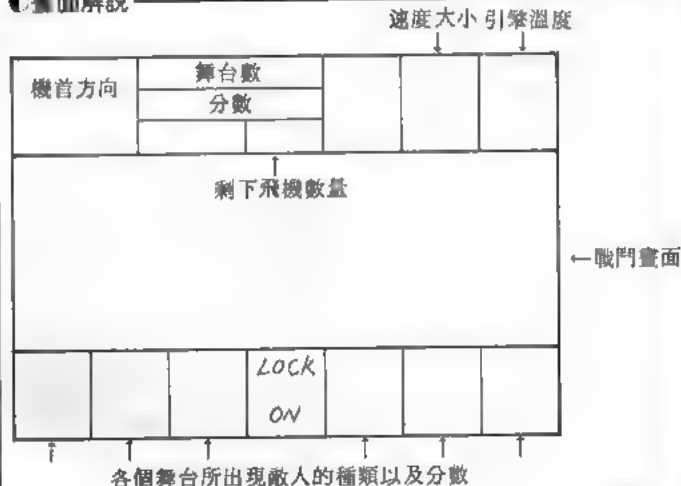 畫面解説
速度大小 引擎溫度
機首方向
舞台數
分數
剩下飛機數量
←戰鬥畫面
LOCK
ON
各個舞台所出現敵人的種類以及分數